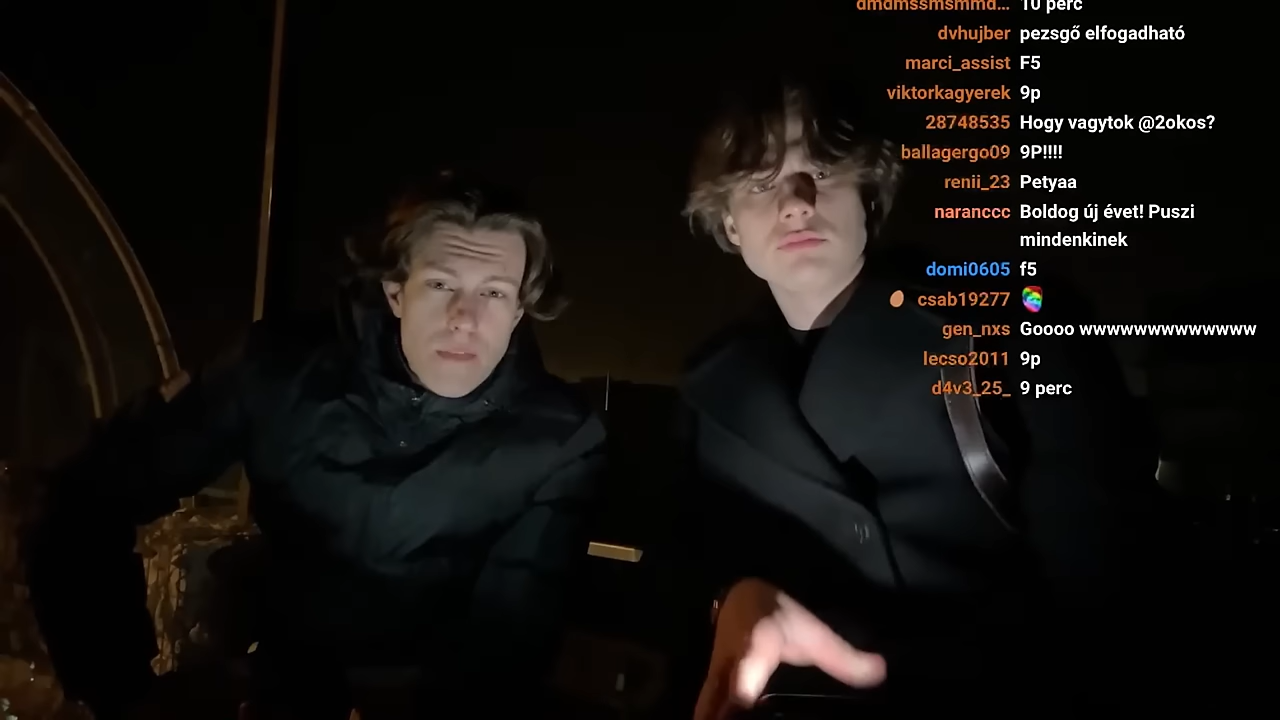 dmdmssmsmmd… 10 perc
dvhujber pezsgő elfogadható
marci_assist F5
viktorkagyerek 9p
28748535 Hogy vagytok @2okos?
ballagergo09 9P!!!!
renii_23 Petyaa
naranccc Boldog új évet! Puszi
mindenkinek
domi0605 f5
csab19277
gen_nxs Goooo wwwwwwwwwwwww
lecso2011 9p
d4v3_25_ 9 perc